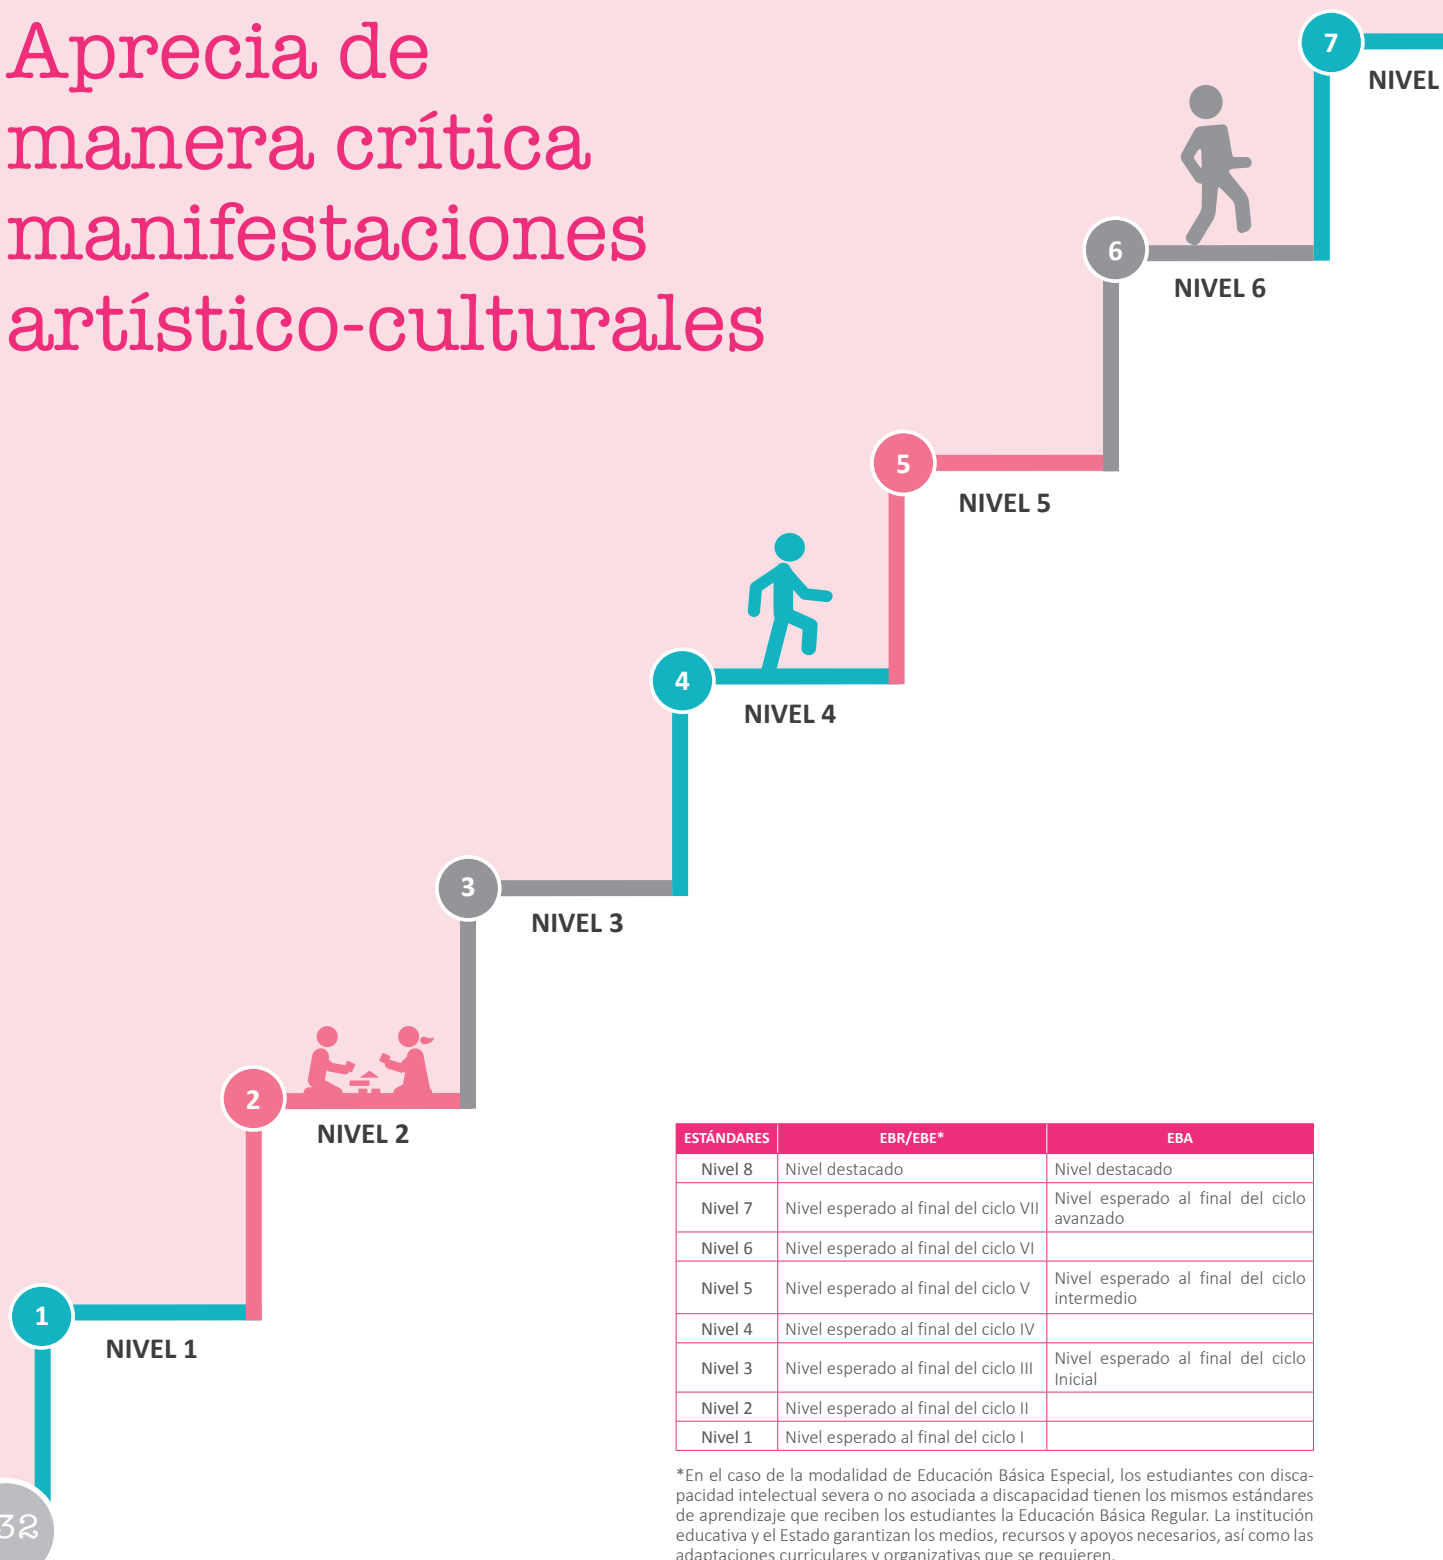 Aprecia de
manera crítica
manifestaciones
artístico-culturales
7
NIVEL
6
NIVEL 6
5
NIVEL 5
4
NIVEL 4
3
NIVEL 3
2
NIVEL 2
1
NIVEL 1
ESTÁNDARES EBR/EBE* EBA
Nivel 8 Nivel destacado Nivel destacado
Nivel 7 Nivel esperado al final del ciclo VII Nivel esperado al final del ciclo
avanzado
Nivel 6 Nivel esperado al final del ciclo VI
Nivel 5 Nivel esperado al final del ciclo V Nivel esperado al final del ciclo
intermedio
Nivel 4 Nivel esperado al final del ciclo IV
Nivel 3 Nivel esperado al final del ciclo III Nivel esperado al final del ciclo
Inicial
Nivel 2 Nivel esperado al final del ciclo II
Nivel 1 Nivel esperado al final del ciclo I
*En el caso de la modalidad de Educación Básica Especial, los estudiantes con disca-
pacidad intelectual severa o no asociada a discapacidad tienen los mismos estándares
de aprendizaje que reciben los estudiantes la Educación Básica Regular. La institución
educativa y el Estado garantizan los medios, recursos y apoyos necesarios, así como las
adaptaciones curriculares y organizativas que se requieren.
32